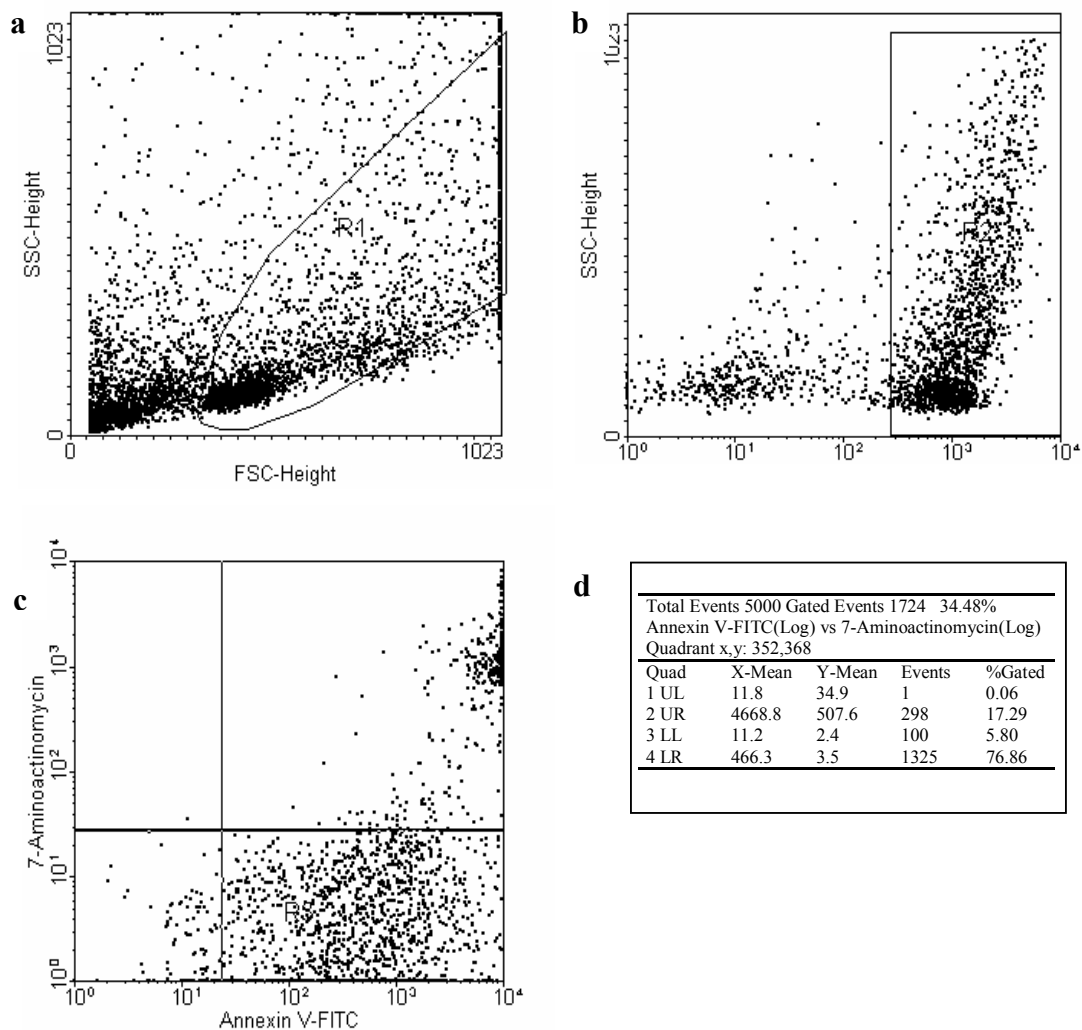 a
1023
SSC-Height
R1
0
0
1023
FSC-Height
b
1023
SSC-Height
R2
0
10⁰
10¹
10²
10³
10⁴
c
10⁴
10³
10²
10¹
10⁰
7-Aminoactinomycin
10⁰
10¹
10²
10³
10⁴
Annexin V-FITC
d
Total Events 5000 Gated Events 1724 34.48%
Annexin V-FITC(Log) vs 7-Aminoactinomycin(Log)
Quadrant x,y: 352,368
Quad X-Mean Y-Mean Events %Gated
1 UL 11.8 34.9 1 0.06
2 UR 4668.8 507.6 298 17.29
3 LL 11.2 2.4 100 5.80
4 LR 466.3 3.5 1325 76.86